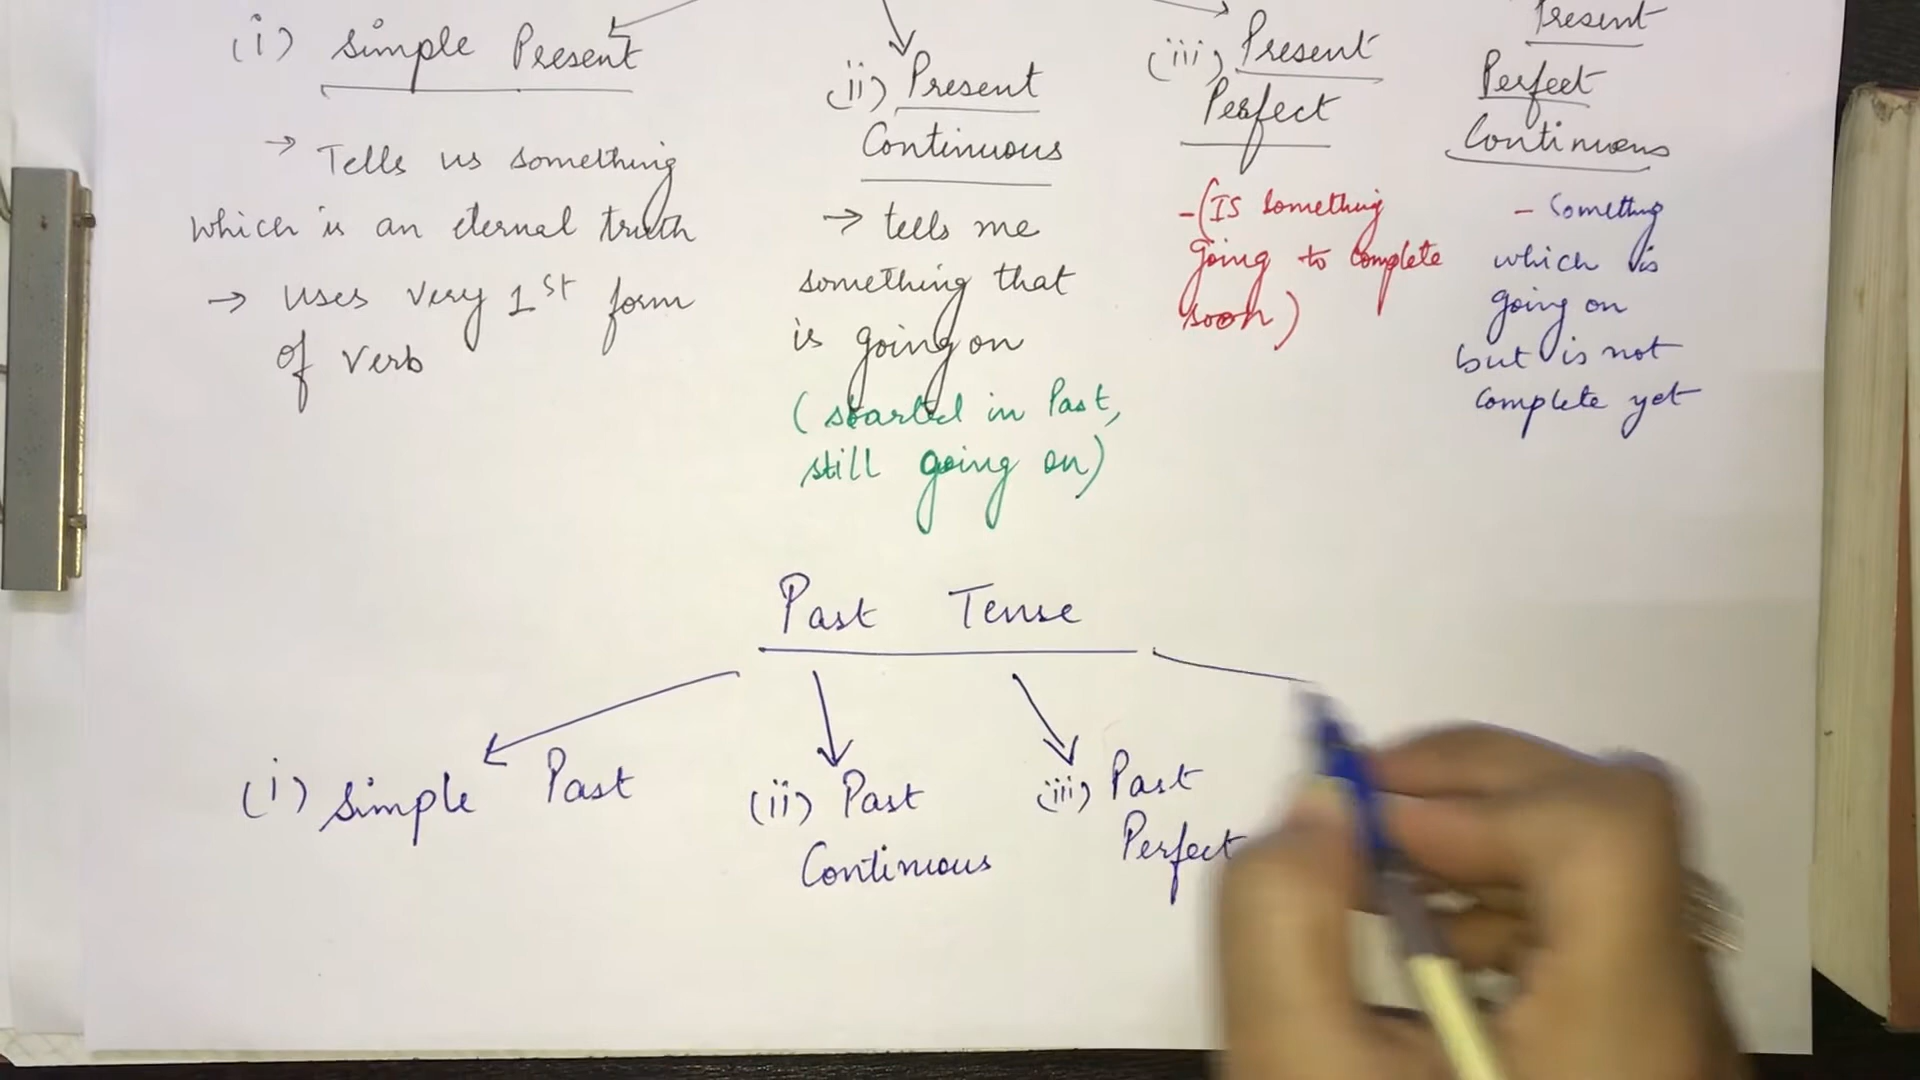 (i) Simple Present
→ Tells us something
which is an eternal truth
→ Uses very 1st form
of verb
(ii) Present
Continuous
→ tells me
something that
is going on
(started in Past,
still going on)
(iii) Present
Perfect
- (IS something
going to complete
soon)
Present
Perfect
Continuous
- Something
which is
going on
but is not
complete yet
Past Tense
(i) Simple Past
(ii) Past
Continuous
(iii) Past
Perfect